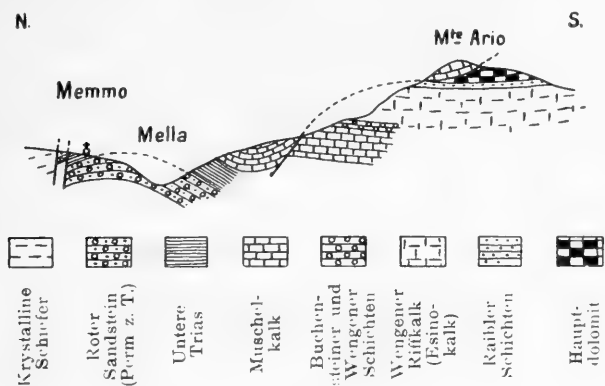 N.
S.
Mte Ario
Memmo
Mella
Krystalline
Schiefer
Roter
Sandstein
(Perm z. T.)
Untere
Trias
Muschel-
kalk
Buchen-
steiner und
Wengener
Schichten
Wengener
Riffkalk
(Esino-
kalk)
Raibler
Schichten
Haupt-
dolomit